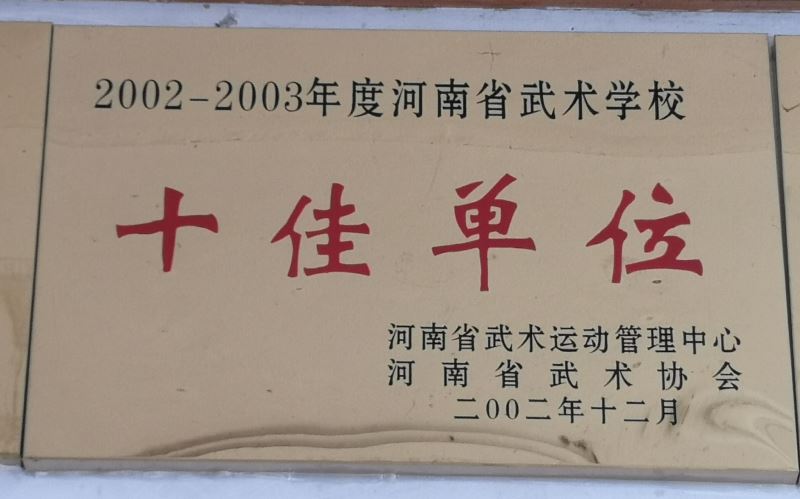 2002-2003年度河南省武术学校
十佳单位
河南省武术运动管理中心
河南省武术协会
二00二年十二月